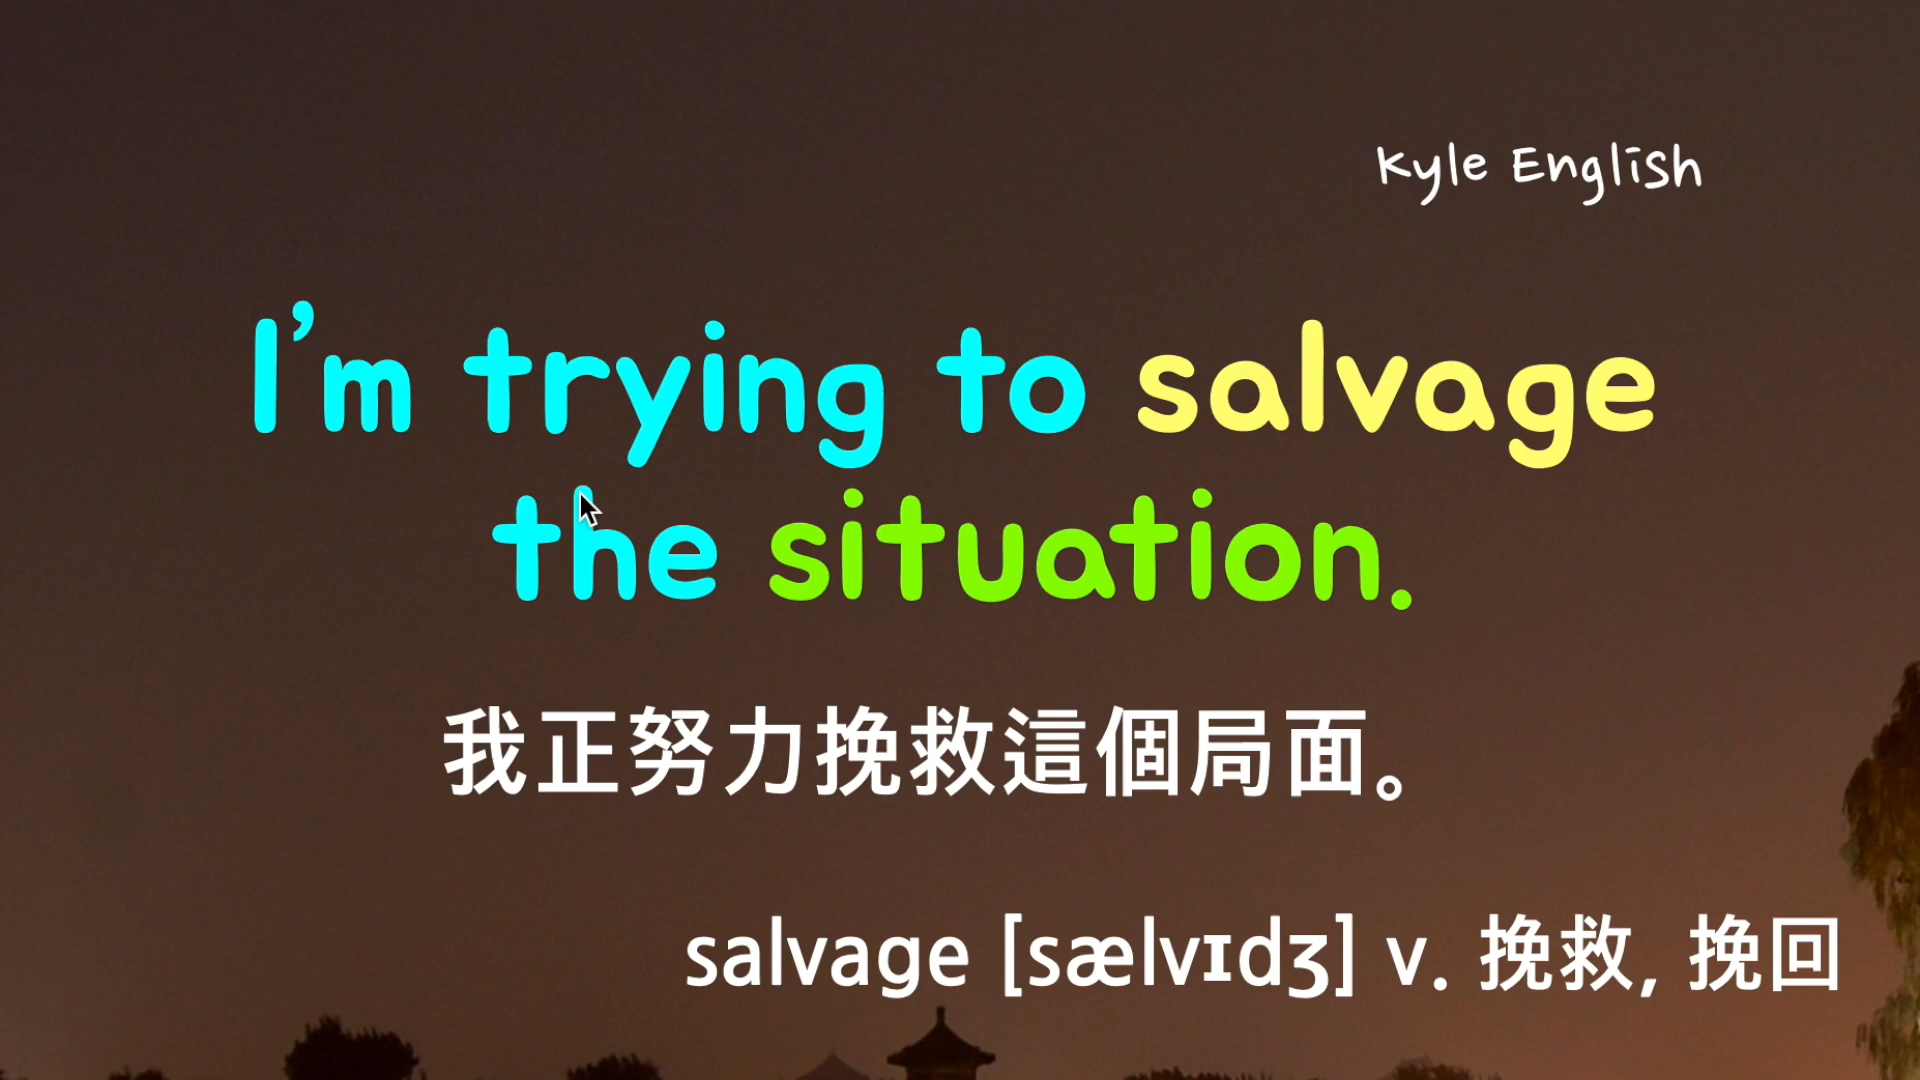 Kyle English
I'm trying to salvage
the situation.
我正努力挽救這個局面。
salvage [sælvɪdʒ] v. 挽救, 挽回